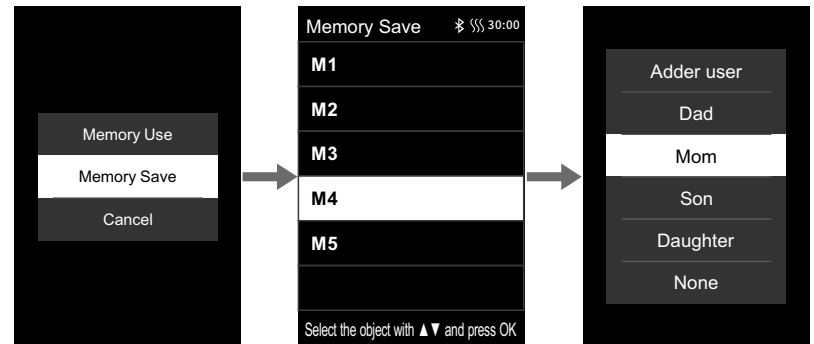 Memory Use
Memory Save
Cancel
Memory Save 30:00
M1
M2
M3
M4
M5
Select the object with ▲▼ and press OK
Adder user
Dad
Mom
Son
Daughter
None